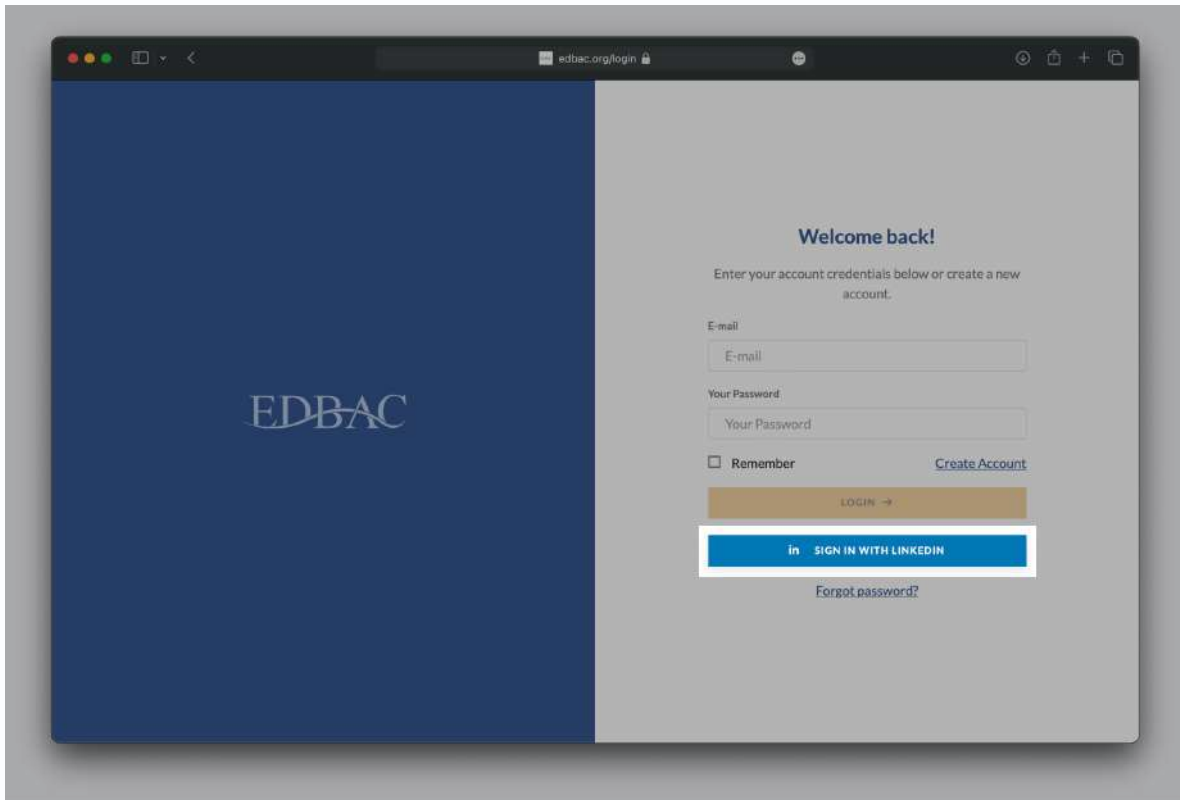 edbac.org/login
Welcome back!
Enter your account credentials below or create a new
account.
E-mail
E-mail
Your Password
Your Password
Remember
Create Account
LOGIN →
in SIGN IN WITH LINKEDIN
Forgot password?
EDBAC